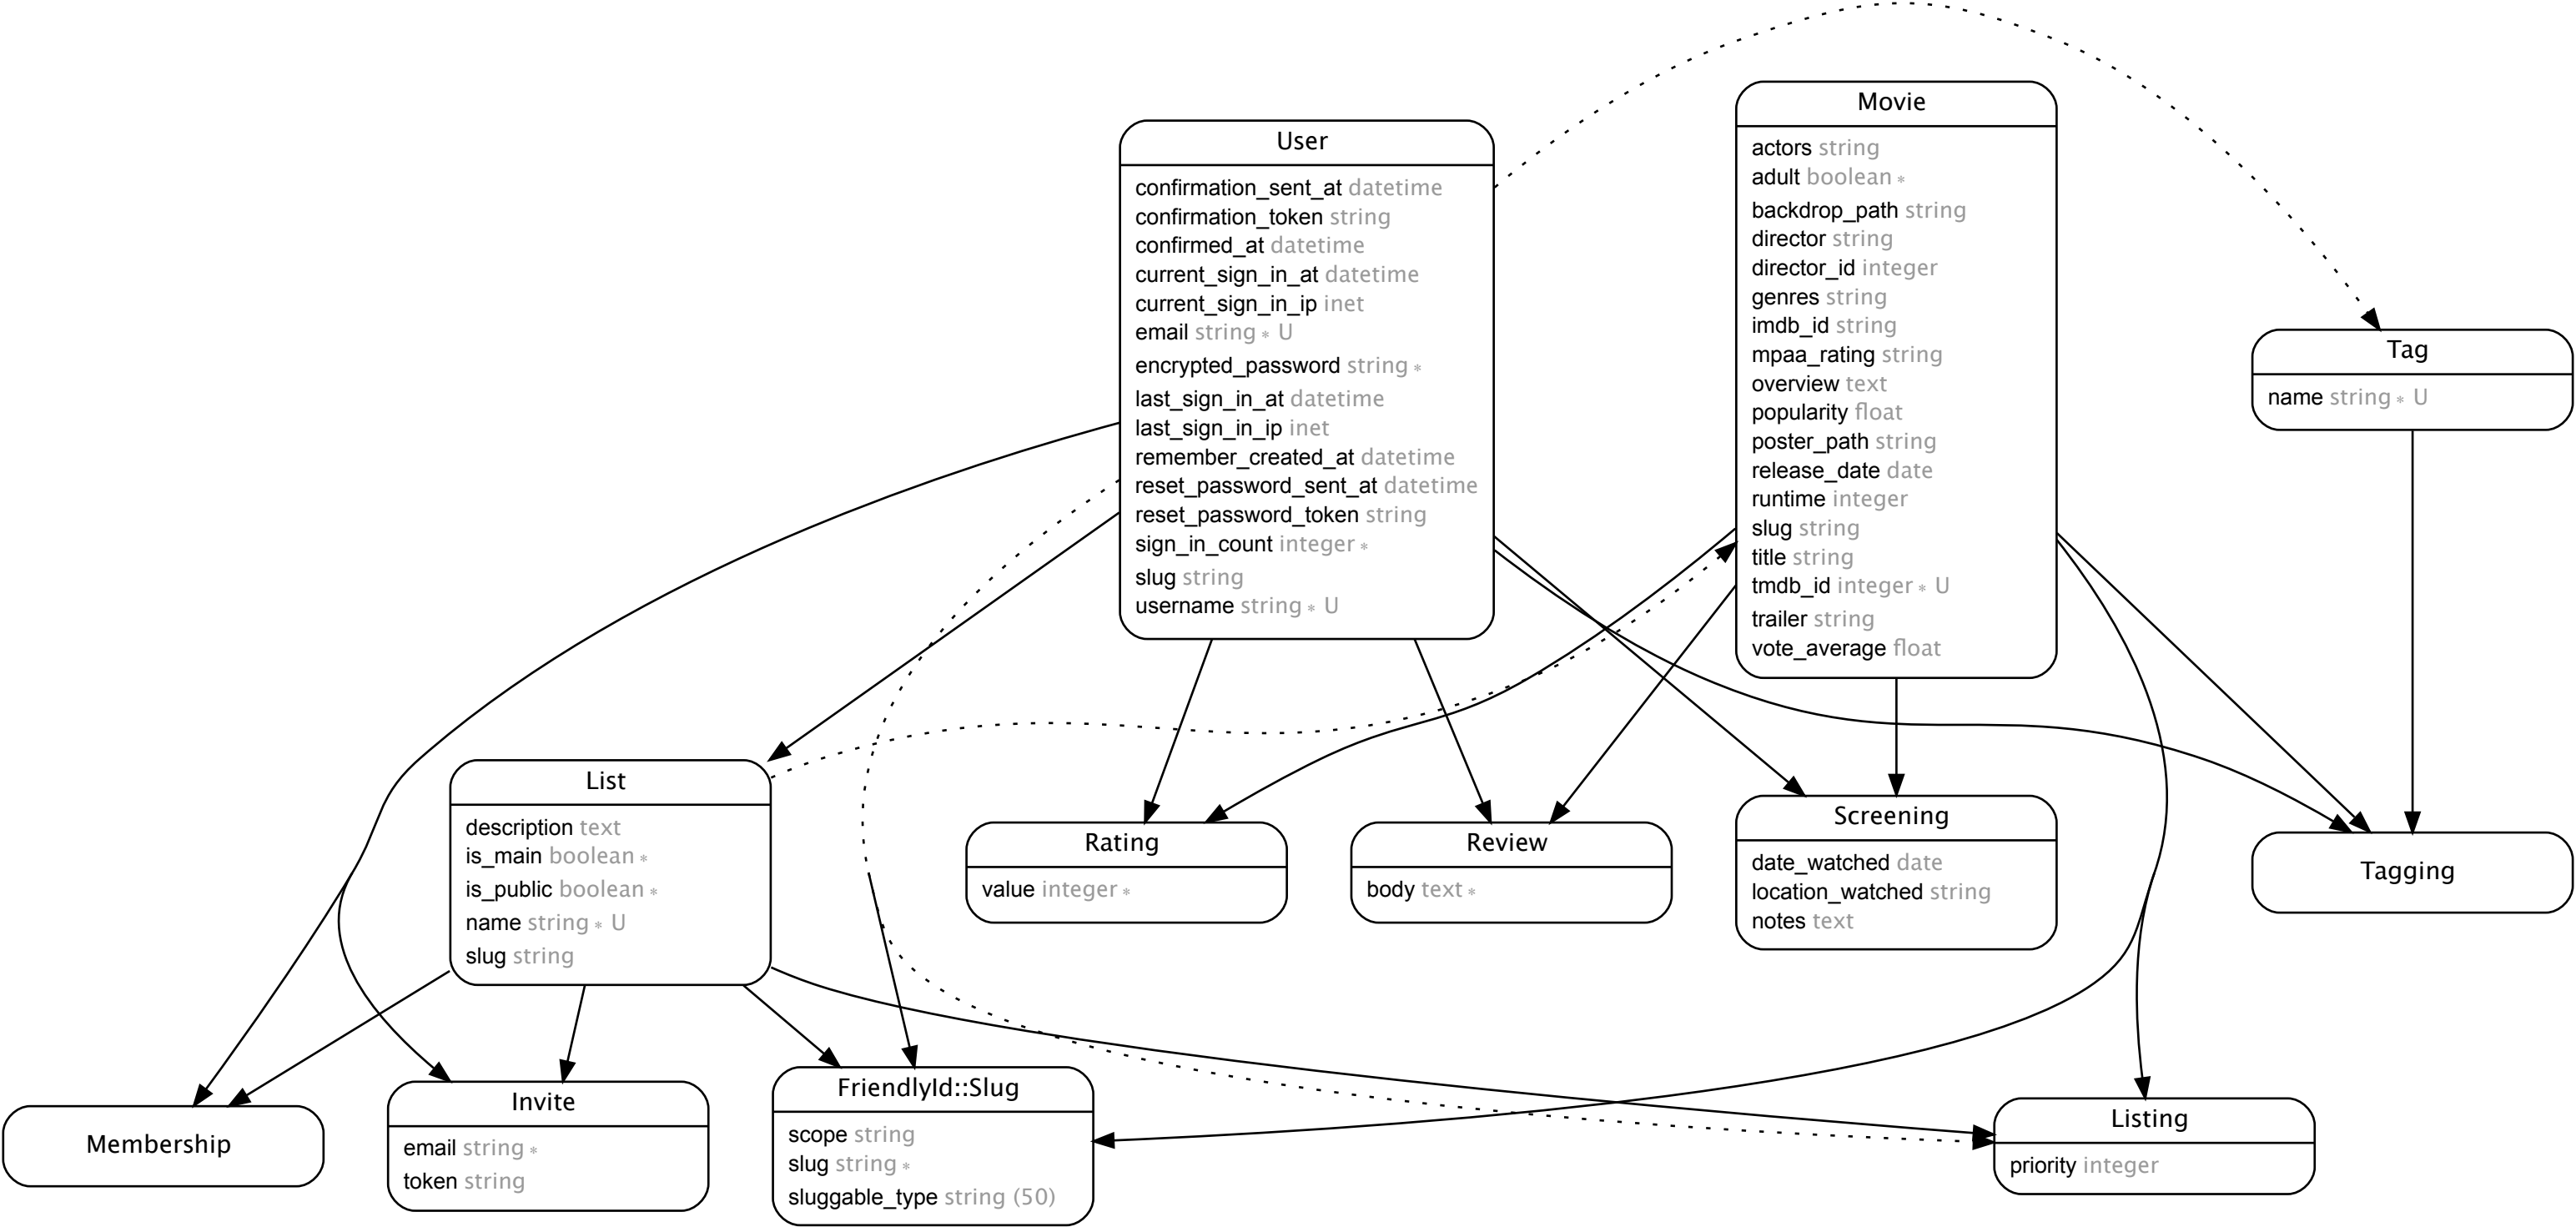 User
confirmation_sent_at datetime
confirmation_token string
confirmed_at datetime
current_sign_in_at datetime
current_sign_in_ip inet
email string * U
encrypted_password string *
last_sign_in_at datetime
last_sign_in_ip inet
remember_created_at datetime
reset_password_sent_at datetime
reset_password_token string
sign_in_count integer *
slug string
username string * U
Movie
actors string
adult boolean *
backdrop_path string
director string
director_id integer
genres string
imdb_id string
mpaa_rating string
overview text
popularity float
poster_path string
release_date date
runtime integer
slug string
title string
tmdb_id integer * U
trailer string
vote_average float
Tag
name string * U
List
description text
is_main boolean *
is_public boolean *
name string * U
slug string
Rating
value integer *
Review
body text *
Screening
date_watched date
location_watched string
notes text
Tagging
Membership
Invite
email string *
token string
FriendlyId::Slug
scope string
slug string *
sluggable_type string (50)
Listing
priority integer